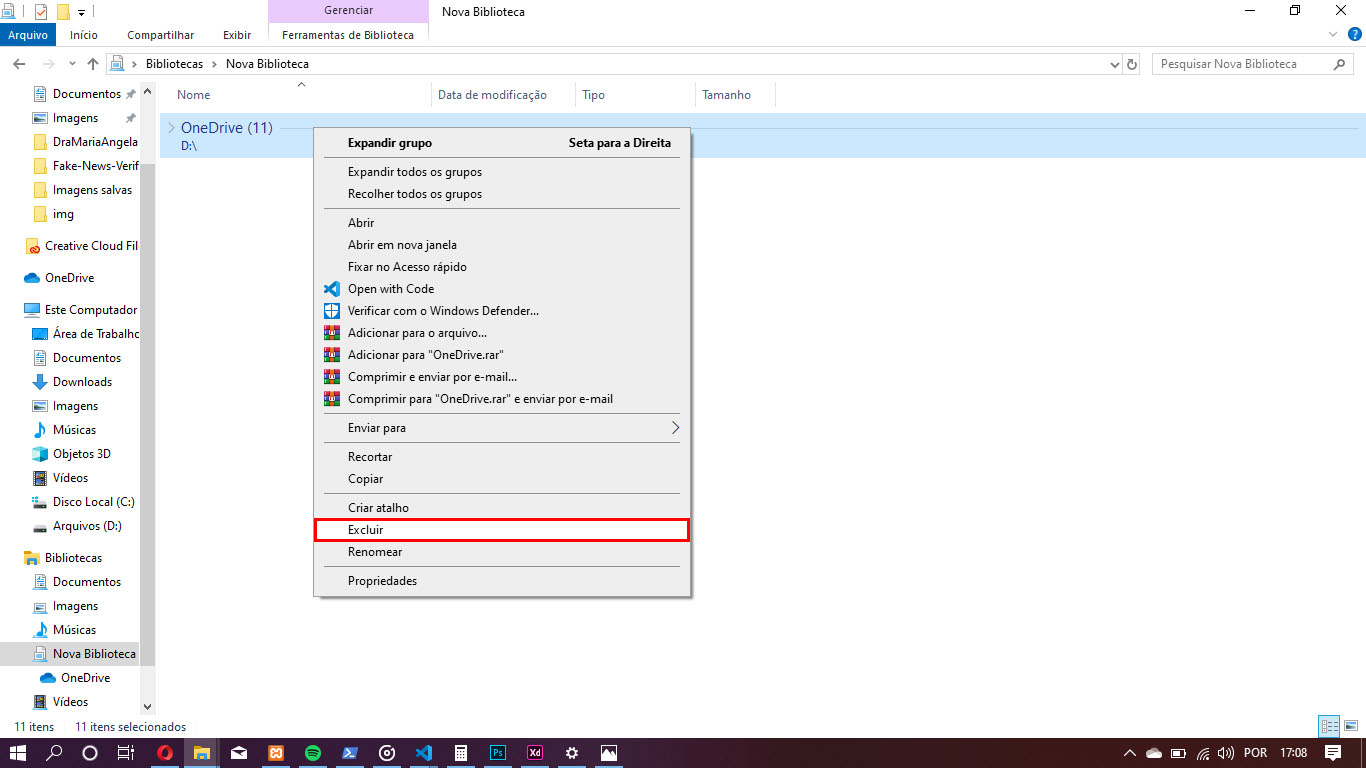 Gerenciar
Nova Biblioteca
Arquivo
Início
Compartilhar
Exibir
Ferramentas de Biblioteca
Bibliotecas
Nova Biblioteca
Pesquisar Nova Biblioteca
Nome
Data de modificação
Tipo
Tamanho
Documentos
Imagens
DraMariaAngela
Fake-News-Verif
Imagens salvas
img
Creative Cloud Fil
OneDrive
Este Computador
Área de Trabalho
Documentos
Downloads
Imagens
Músicas
Objetos 3D
Vídeos
Disco Local (C:)
Arquivos (D:)
Bibliotecas
Documentos
Imagens
Músicas
Nova Biblioteca
OneDrive
Vídeos
OneDrive (11)
D:\
Expandir grupo Seta para a Direita
Expandir todos os grupos
Recolher todos os grupos
Abrir
Abrir em nova janela
Fixar no Acesso rápido
Open with Code
Verificar com o Windows Defender...
Adicionar para o arquivo...
Adicionar para "OneDrive.rar"
Comprimir e enviar por e-mail...
Comprimir para "OneDrive.rar" e enviar por e-mail
Enviar para
Recortar
Copiar
Criar atalho
Excluir
Renomear
Propriedades
11 itens 11 itens selecionados
Ps
Xd
POR
17:08